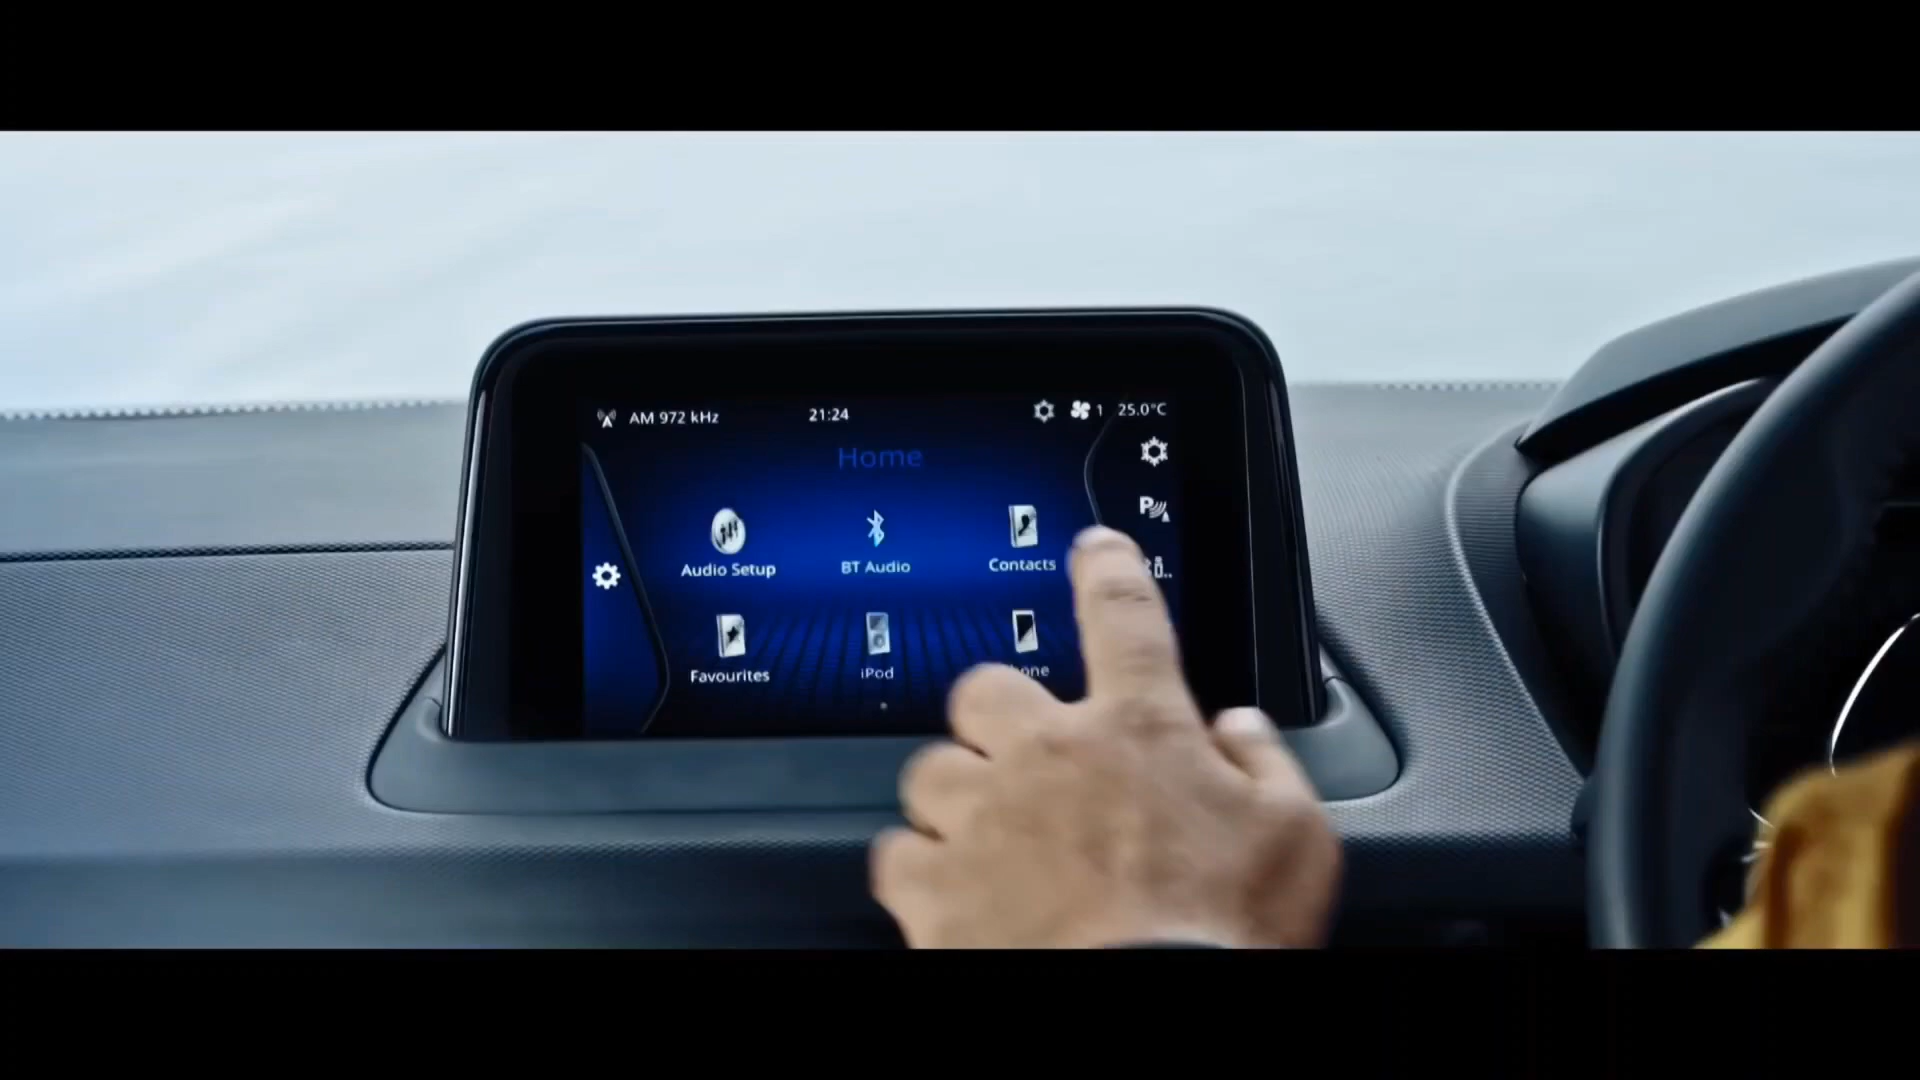 AM 972 kHz 21:24 1 25.0°C
Home
Audio Setup BT Audio Contacts
Favourites iPod